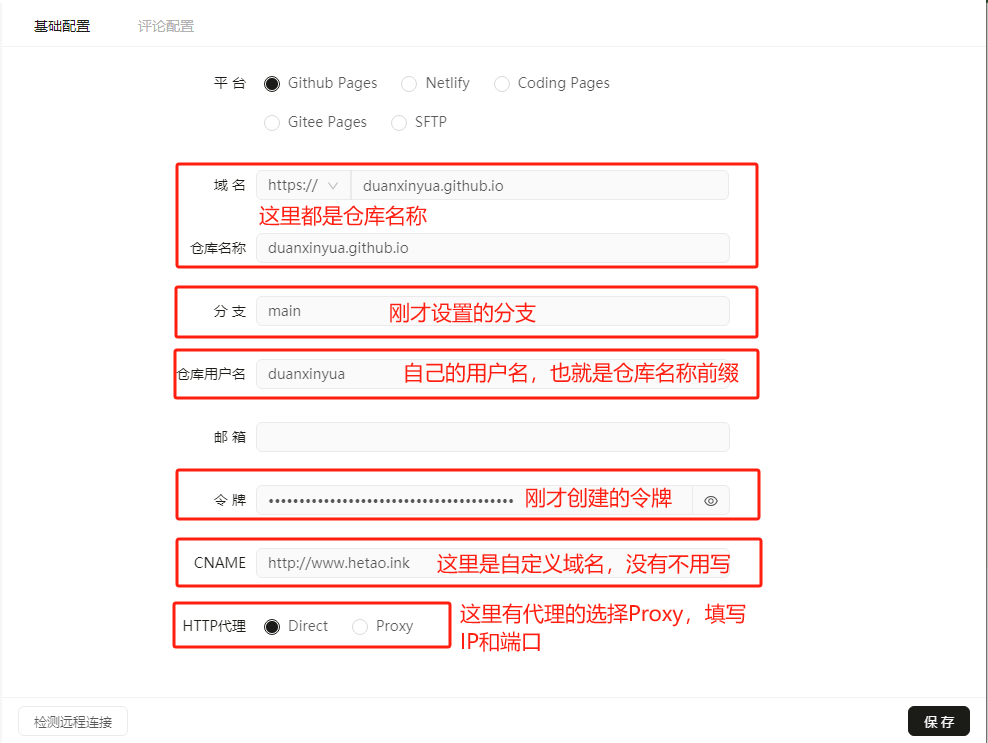 基础配置 评论配置
平台 Github Pages Netlify Coding Pages
Gitee Pages SFTP
域名 https:// duanxinyua.github.io
这里都是仓库名称
仓库名称 duanxinyua.github.io
分支 main 刚才设置的分支
仓库用户名 duanxinyua 自己的用户名，也就是仓库名称前缀
邮箱
令牌 •••••••••••••••••••••••••••••••••••••••• 刚才创建的令牌
CNAME http://www.hetao.ink 这里是自定义域名，没有不用写
HTTP代理 Direct Proxy 这里有代理的选择Proxy，填写
IP和端口
检测远程连接 保存